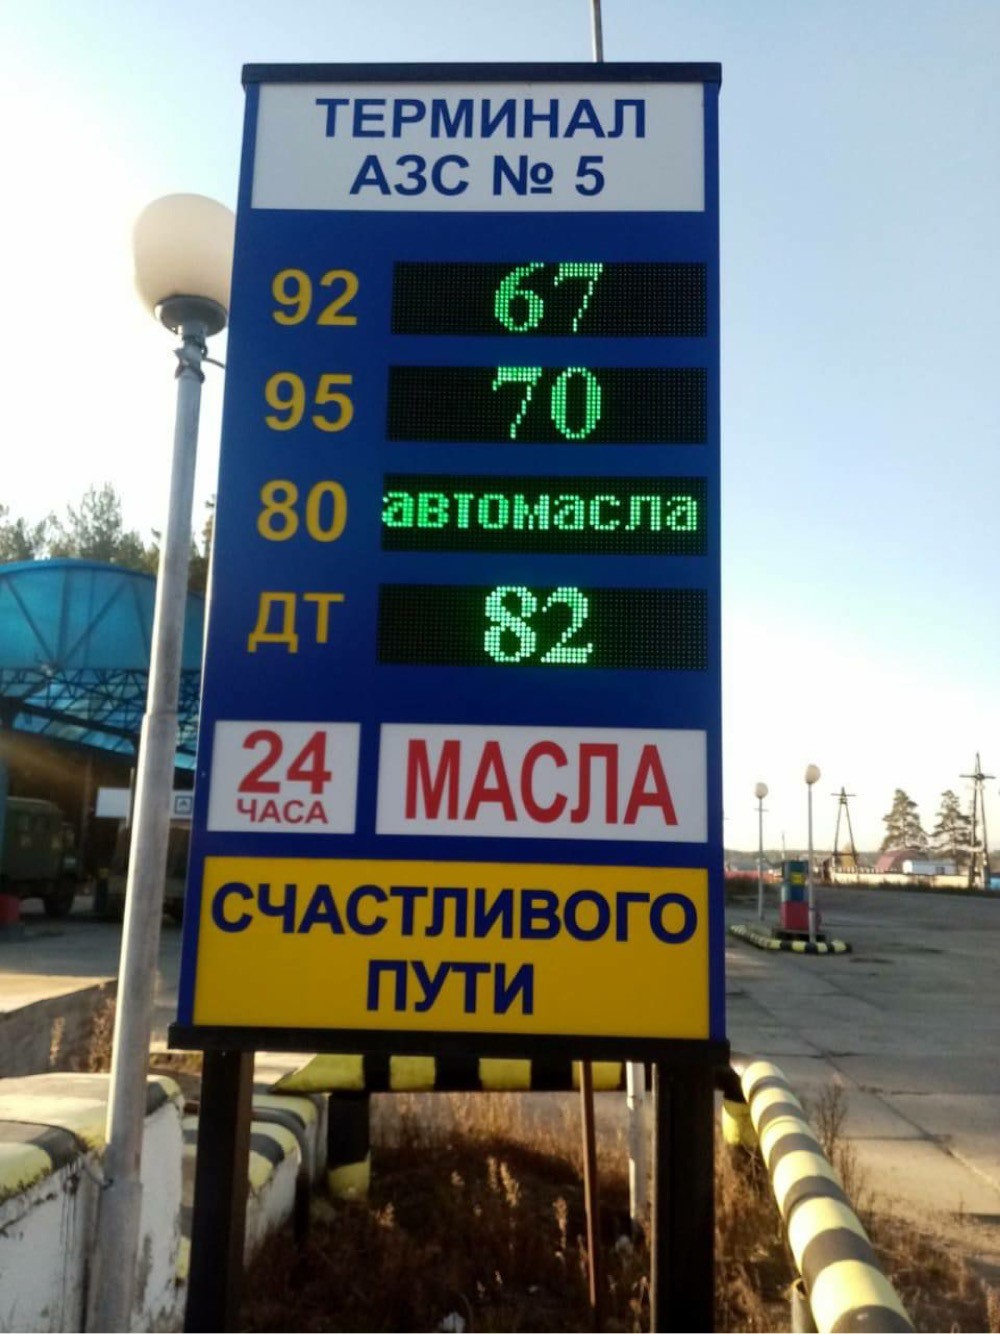 ТЕРМИНАЛ
АЗС № 5
92 67
95 70
80 автомасла
ДТ 82
24
ЧАСА
МАСЛА
СЧАСТЛИВОГО
ПУТИ